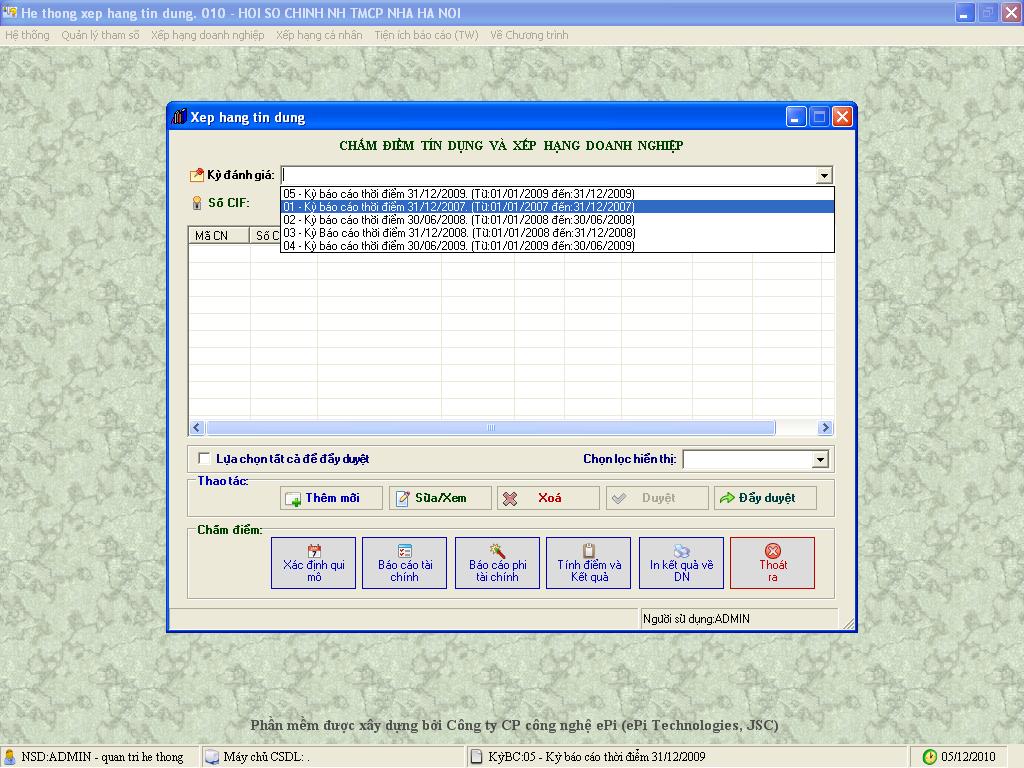 He thong xep hang tin dung. 010 - HOI SO CHINH NH TMCP NHA HA NOI
Hệ thống Quản lý tham số Xếp hạng doanh nghiệp Xếp hạng cá nhân Tiện ích báo cáo (TW) Về Chương trình
Xep hang tin dung
CHẤM ĐIỂM TÍN DỤNG VÀ XẾP HẠNG DOANH NGHIỆP
Kỳ đánh giá:
05 - Kỳ báo cáo thời điểm 31/12/2009. (Từ:01/01/2009 đến:31/12/2009)
Số CIF:
01 - Kỳ báo cáo thời điểm 31/12/2007. (Từ:01/01/2007 đến:31/12/2007)
02 - Kỳ báo cáo thời điểm 30/06/2008. (Từ:01/01/2008 đến:30/06/2008)
03 - Kỳ Báo cáo thời điểm 31/12/2008. (Từ:01/01/2008 đến:31/12/2008)
04 - Kỳ báo cáo thời điểm 30/06/2009. (Từ:01/01/2009 đến:30/06/2009)
Mã CN Số C
Lựa chọn tất cả để đẩy duyệt
Chọn lọc hiển thị:
Thao tác:
Thêm mới Sửa/Xem Xoá Duyệt Đẩy duyệt
Chấm điểm:
Xác định qui mô
Báo cáo tài chính
Báo cáo phi tài chính
Tính điểm và Kết quả
In kết quả về DN
Thoát ra
Người sử dụng:ADMIN
Phần mềm được xây dựng bởi Công ty CP công nghệ ePi (ePi Technologies, JSC)
NSD:ADMIN - quan tri he thong Máy chủ CSDL: . KỳBC:05 - Kỳ báo cáo thời điểm 31/12/2009 05/12/2010